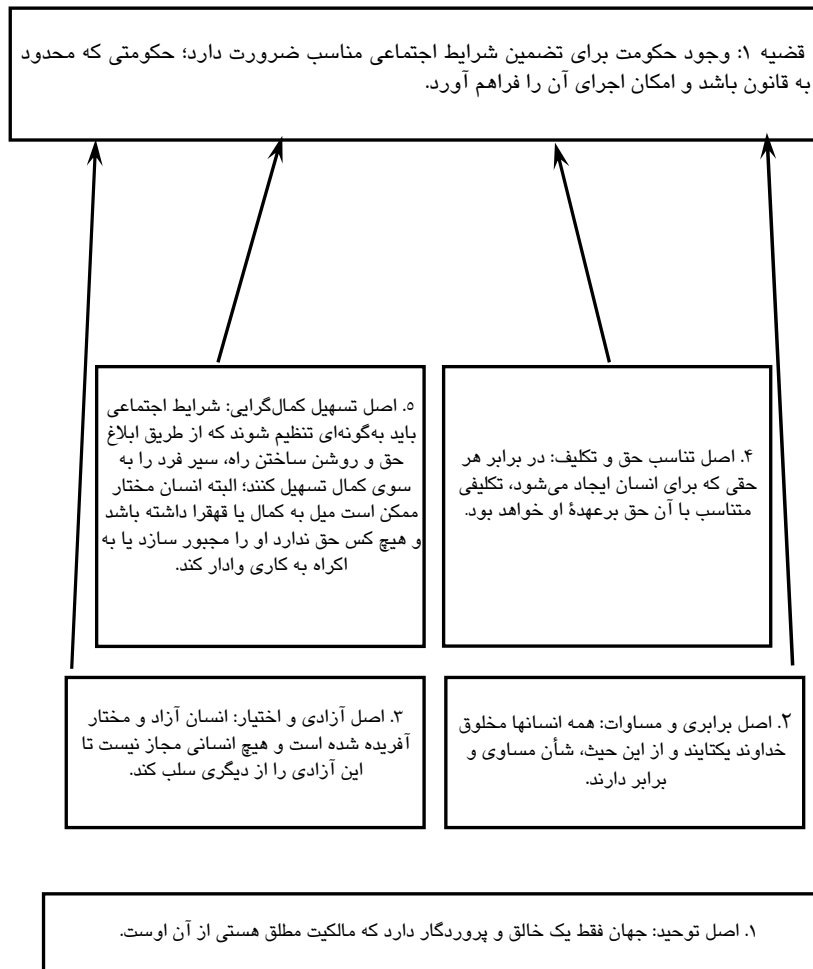 قضیه ۱: وجود حکومت برای تضمین شرایط اجتماعی مناسب ضرورت دارد؛ حکومتی که محدود
به قانون باشد و امکان اجرای آن را فراهم آورد.
۴. اصل تناسب حق و تکلیف: در برابر هر
حقی که برای انسان ایجاد می‌شود، تکلیفی
متناسب با آن حق برعهدهٔ او خواهد بود.
۵. اصل تسهیل کمال‌گرایی: شرایط اجتماعی
باید به‌گونه‌ای تنظیم شوند که از طریق ابلاغ
حق و روشن ساختن راه، سیر فرد را به
سوی کمال تسهیل کنند؛ البته انسان مختار
ممکن است میل به کمال یا قهقرا داشته باشد
و هیچ کس حق ندارد او را مجبور سازد یا به
اکراه به کاری وادار کند.
۲. اصل برابری و مساوات: همه انسانها مخلوق
خداوند یکتایند و از این حیث، شأن مساوی و
برابر دارند.
۳. اصل آزادی و اختیار: انسان آزاد و مختار
آفریده شده است و هیچ انسانی مجاز نیست تا
این آزادی را از دیگری سلب کند.
۱. اصل توحید: جهان فقط یک خالق و پروردگار دارد که مالکیت مطلق هستی از آن اوست.